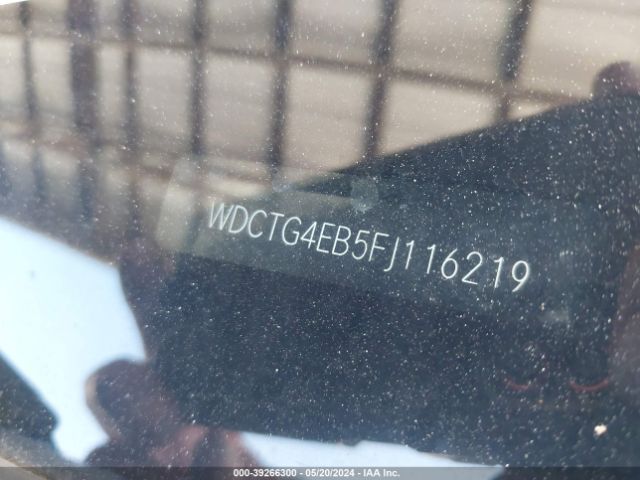 WDCTG4EB5FJ116219
000-39266300 - 05/20/2024 - IAA Inc.